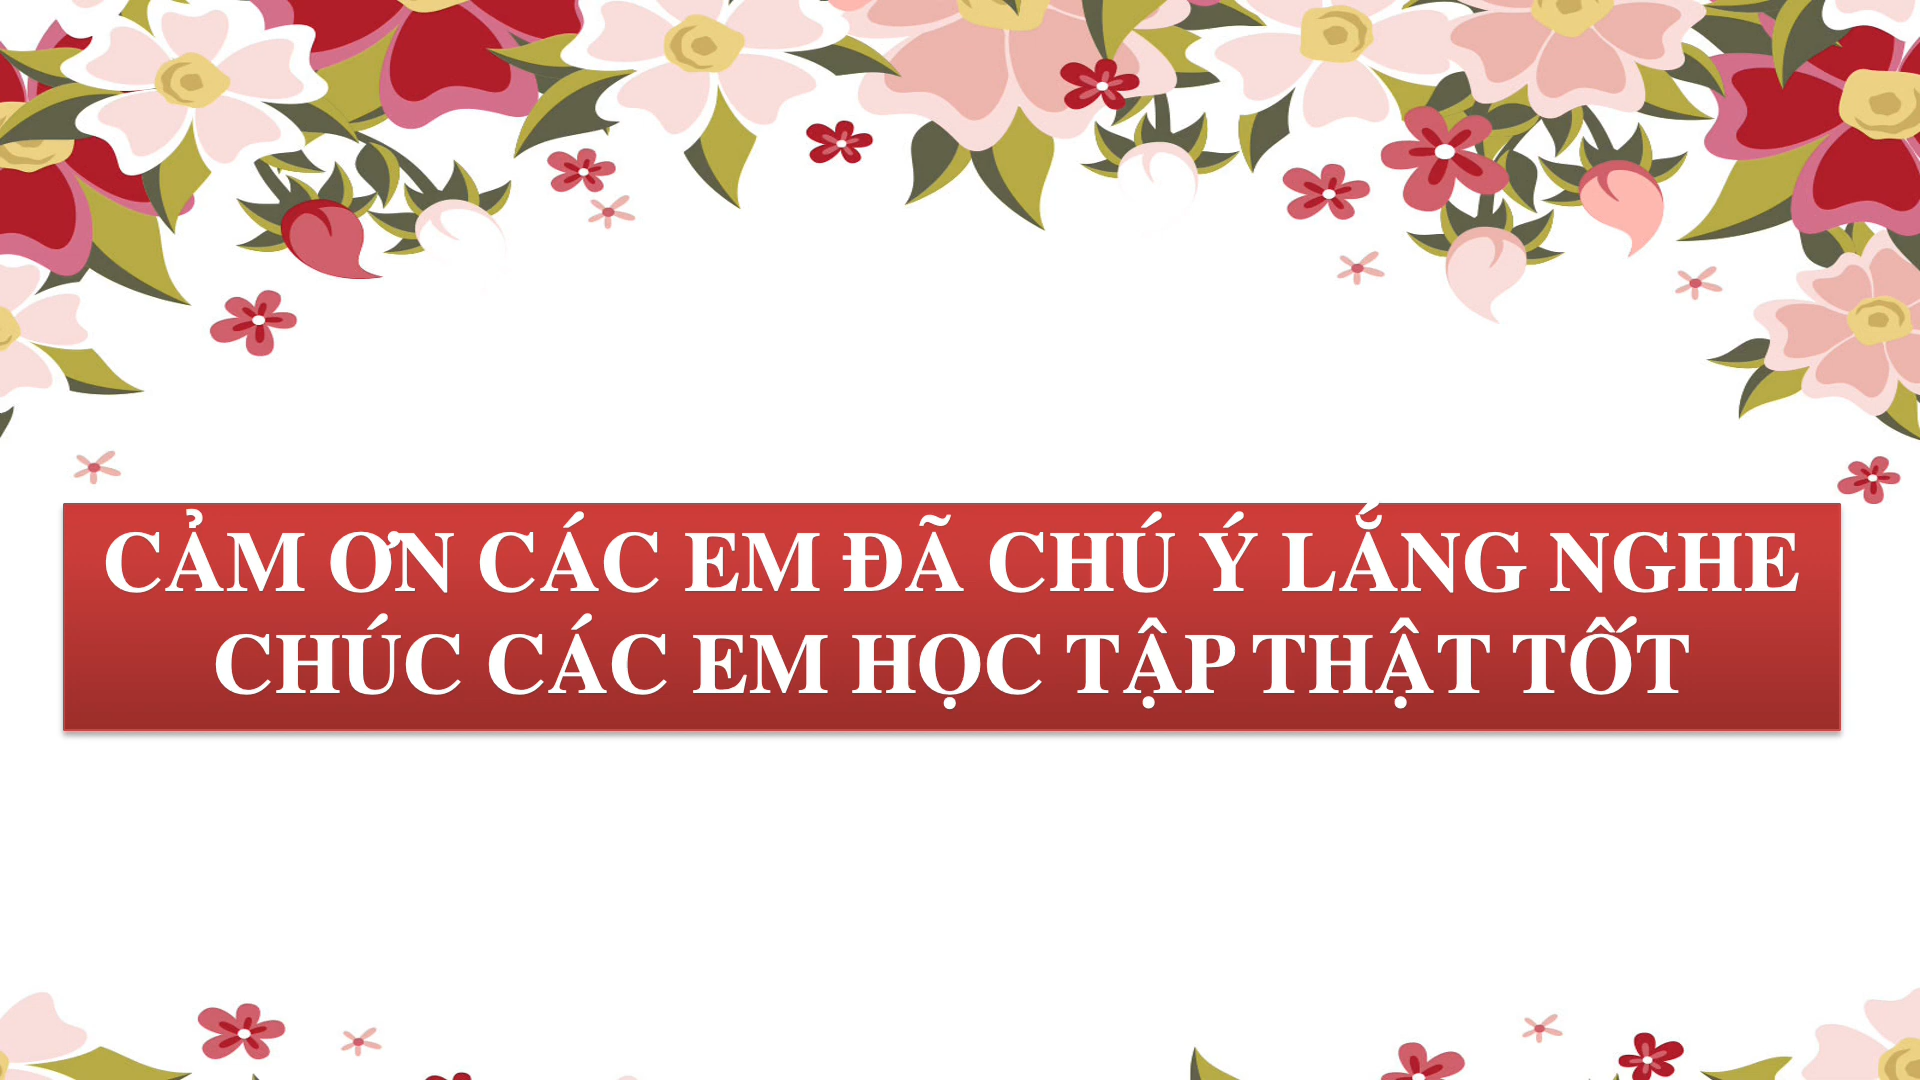 CẢM ƠN CÁC EM ĐÃ CHÚ Ý LẮNG NGHE
CHÚC CÁC EM HỌC TẬP THẬT TỐT